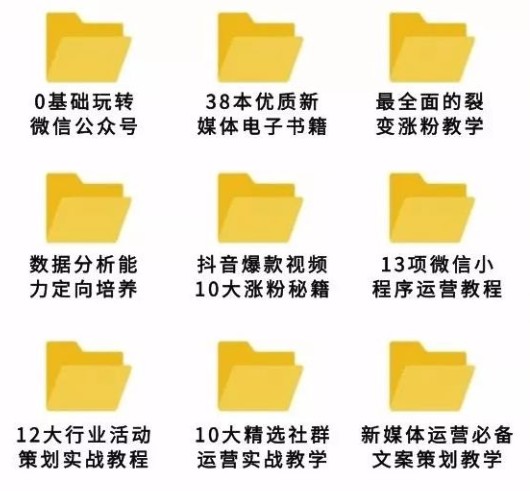 0基础玩转
微信公众号
38本优质新
媒体电子书籍
最全面的裂
变涨粉教学
数据分析能
力定向培养
抖音爆款视频
10大涨粉秘籍
13项微信小
程序运营教程
12大行业活动
策划实战教程
10大精选社群
运营实战教学
新媒体运营必备
文案策划教学